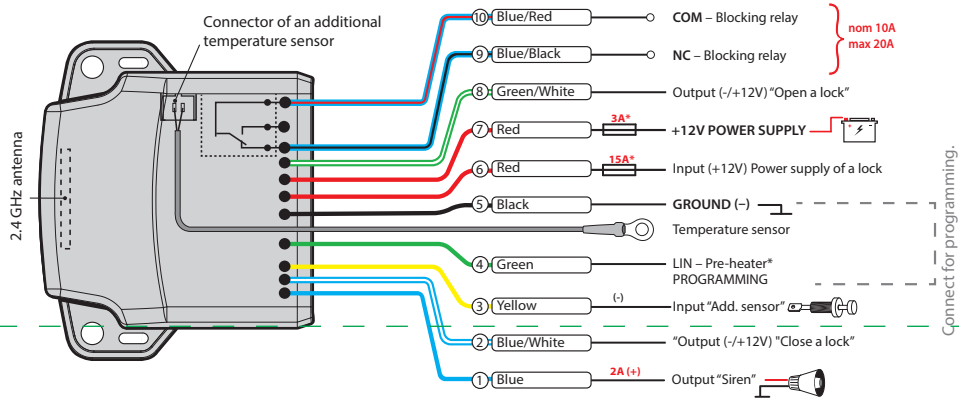 Connector of an additional
temperature sensor
2.4 GHz antenna
10 Blue/Red COM – Blocking relay
nom 10A
max 20A
9 Blue/Black NC – Blocking relay
8 Green/White Output (-/+12V) “Open a lock”
7 Red 3A* +12V POWER SUPPLY
6 Red 15A* Input (+12V) Power supply of a lock
5 Black GROUND (–)
Temperature sensor
4 Green LIN – Pre-heater*
PROGRAMMING
3 Yellow (-) Input “Add. sensor”
2 Blue/White “Output (-/+12V) "Close a lock”
1 Blue 2A (+) Output “Siren”
Connect for programming.